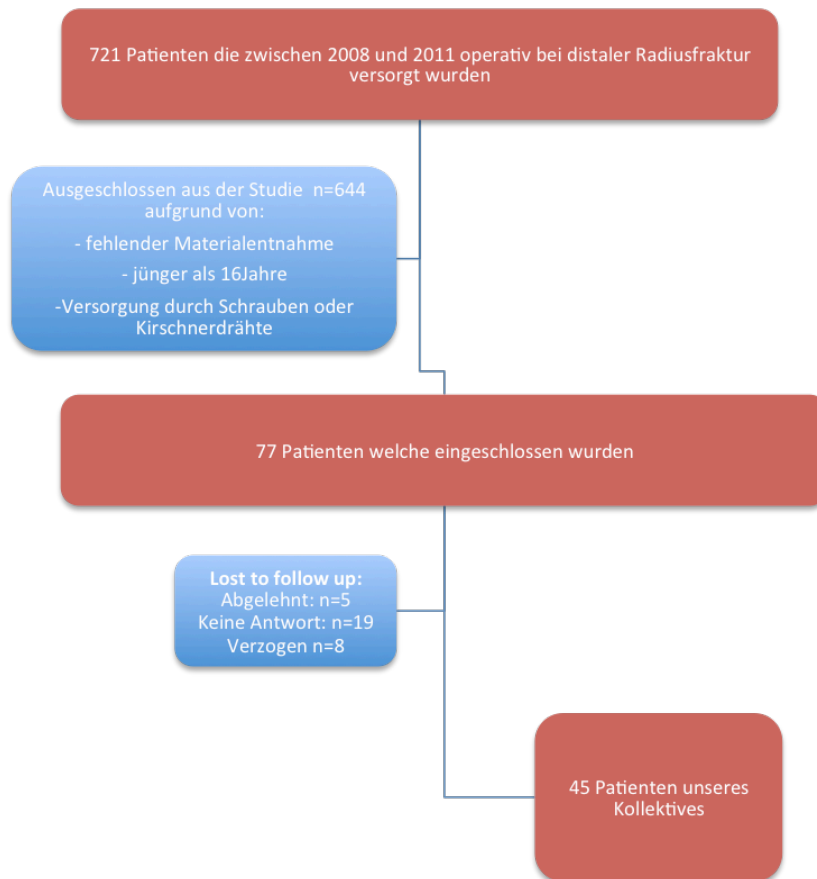 721 Patienten die zwischen 2008 und 2011 operativ bei distaler Radiusfraktur
versorgt wurden
Ausgeschlossen aus der Studie n=644
aufgrund von:
- fehlender Materialentnahme
- jünger als 16Jahre
-Versorgung durch Schrauben oder
Kirschnerdrähte
77 Patienten welche eingeschlossen wurden
Lost to follow up:
Abgelehnt: n=5
Keine Antwort: n=19
Verzogen n=8
45 Patienten unseres
Kollektives